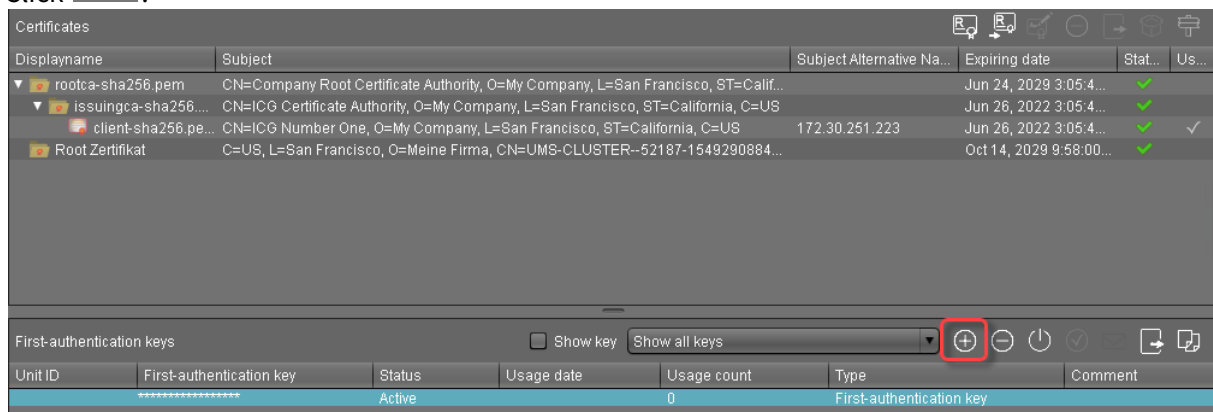 Certificates
Displayname Subject Subject Alternative Na... Expiring date Stat... Us...
rootca-sha256.pem CN=Company Root Certificate Authority, O=My Company, L=San Francisco, ST=Calif... Jun 24, 2029 3:05:4...
issuingca-sha256.... CN=ICG Certificate Authority, O=My Company, L=San Francisco, ST=California, C=US Jun 26, 2022 3:05:4...
client-sha256.pe... CN=ICG Number One, O=My Company, L=San Francisco, ST=California, C=US 172.30.251.223 Jun 26, 2022 3:05:4...
Root Zertifikat C=US, L=San Francisco, O=Meine Firma, CN=UMS-CLUSTER--52187-1549290884... Oct 14, 2029 9:58:00...
First-authentication keys Show key Show all keys
Unit ID First-authentication key Status Usage date Usage count Type Comment
***************** Active 0 First-authentication key